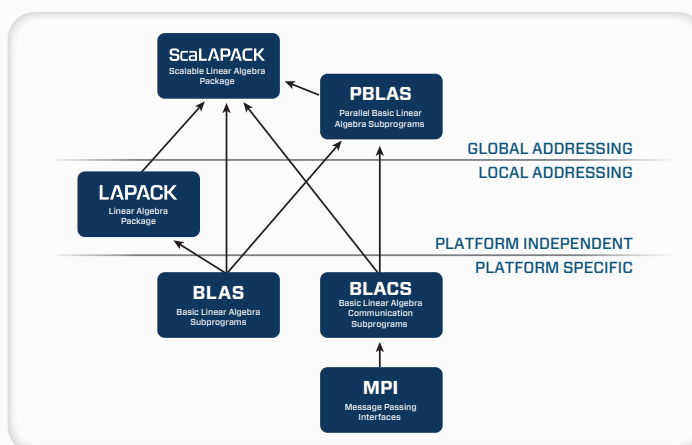 ScaLAPACK
Scalable Linear Algebra
Package
PBLAS
Parallel Basic Linear
Algebra Subprograms
GLOBAL ADDRESSING
LOCAL ADDRESSING
LAPACK
Linear Algebra
Package
PLATFORM INDEPENDENT
PLATFORM SPECIFIC
BLAS
Basic Linear Algebra
Subprograms
BLACS
Basic Linear Algebra
Communication
Subprograms
MPI
Message Passing
Interfaces